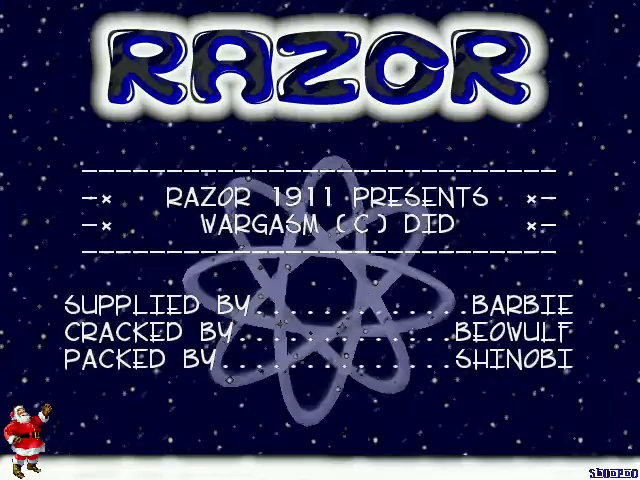 RAZOR
-----------------------------
-× RAZOR 1911 PRESENTS ×-
-× WARGASM (C) DID ×-
-----------------------------
SUPPLIED BY.............BARBIE
CRACKED BY.............BEOWULF
PACKED BY..............SHINOBI